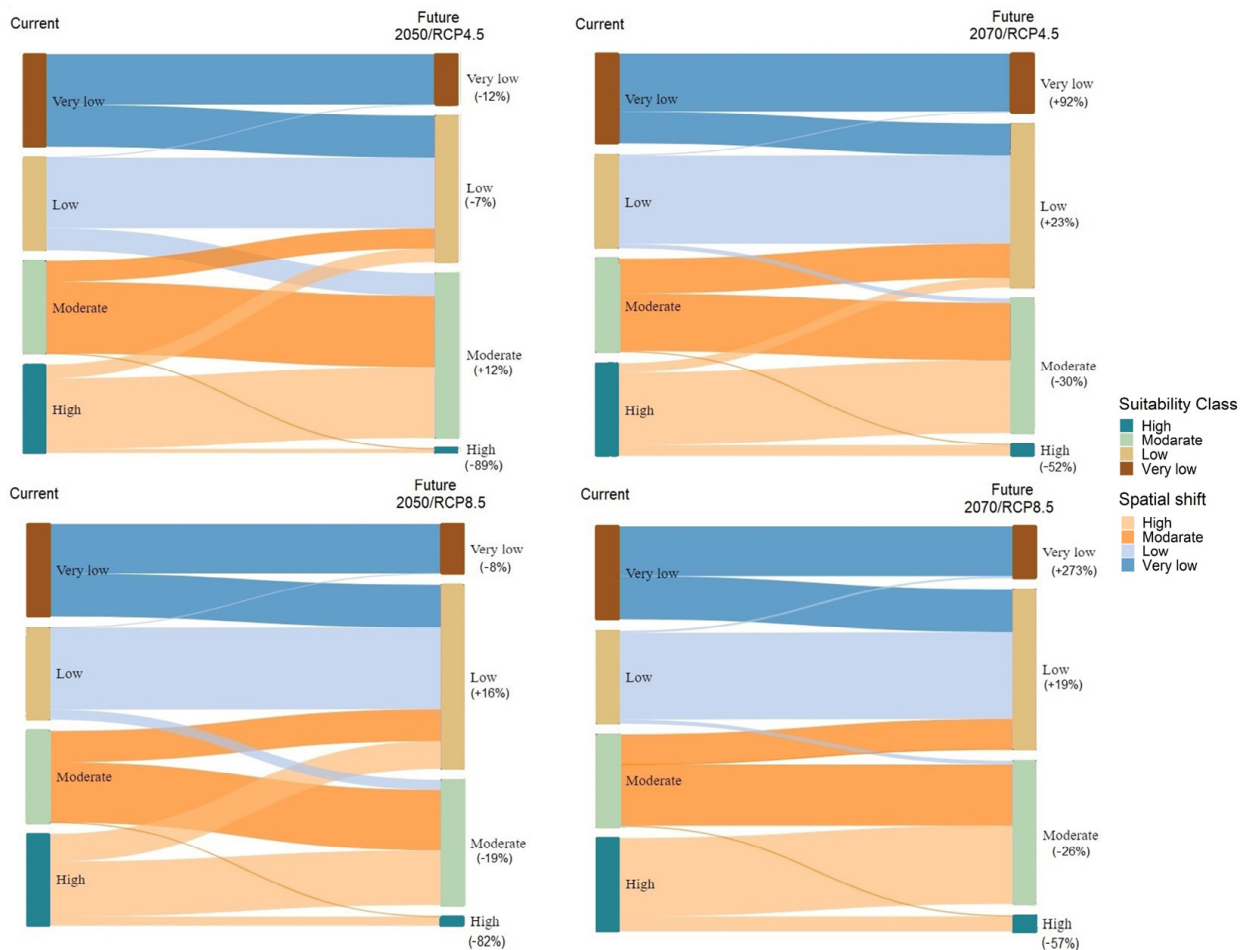 Current
Future
2050/RCP4.5
Very low
Low
Moderate
High
Very low
(-12%)
Low
(-7%)
Moderate
(+12%)
High
(-89%)
Current
Future
2070/RCP4.5
Very low
Low
Moderate
High
Very low
(+92%)
Low
(+23%)
Moderate
(-30%)
High
(-52%)
Current
Future
2050/RCP8.5
Very low
Low
Moderate
High
Very low
(-8%)
Low
(+16%)
Moderate
(-19%)
High
(-82%)
Current
Future
2070/RCP8.5
Very low
Low
Moderate
High
Very low
(+273%)
Low
(+19%)
Moderate
(-26%)
High
(-57%)
Suitability Class
High
Modarate
Low
Very low
Spatial shift
High
Modarate
Low
Very low